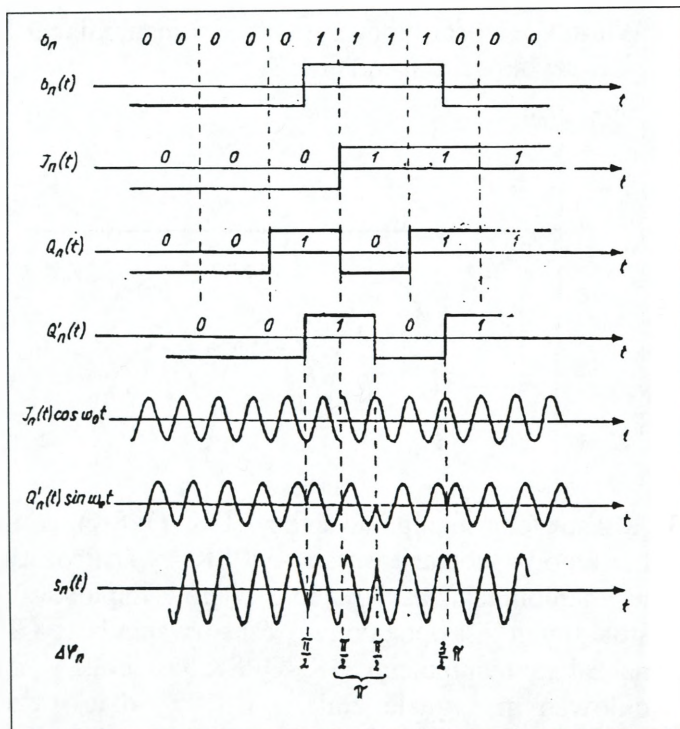 bₙ 0 0 0 0 0 1 1 1 1 0 0 0
bₙ(t) t
Jₙ(t) 0 0 0 1 1 1 t
Qₙ(t) 0 0 1 0 1 1 t
Q'ₙ(t) 0 0 1 0 1 t
Jₙ(t) cos ω₀t t
Q'ₙ(t) sin ω₀t t
sₙ(t) t
ΔΨₙ π/2 π/2 π/2 3/2 π
π